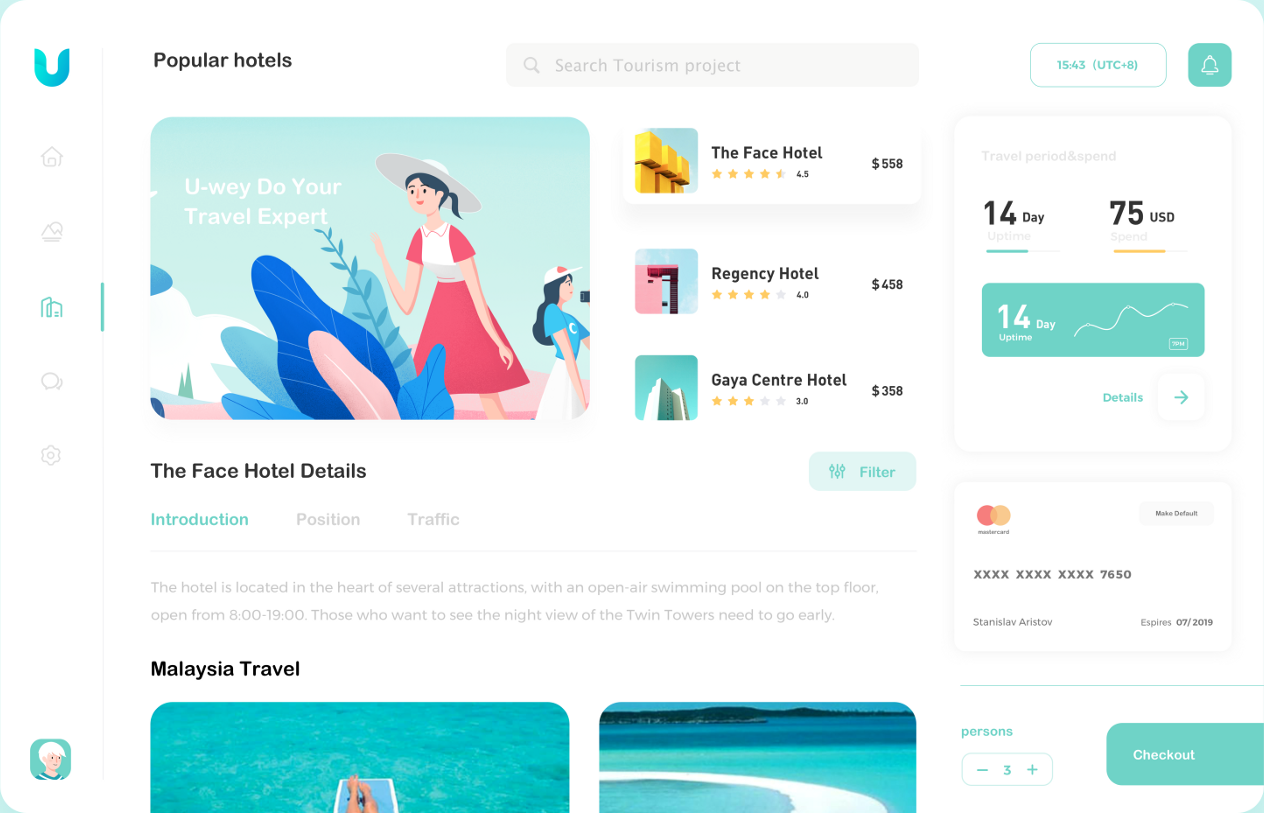 Popular hotels
Search Tourism project
15:43 (UTC+8)
U-wey Do Your
Travel Expert
The Face Hotel
4.5
$558
Regency Hotel
4.0
$458
Gaya Centre Hotel
3.0
$358
Travel period&spend
14 Day
Uptime
75 USD
Spend
14 Day
Uptime
7PM
Details
The Face Hotel Details
Filter
Introduction
Position
Traffic
The hotel is located in the heart of several attractions, with an open-air swimming pool on the top floor,
open from 8:00-19:00. Those who want to see the night view of the Twin Towers need to go early.
Malaysia Travel
mastercard
Make Default
XXXX XXXX XXXX 7650
Stanislav Aristov
Expires 07/2019
persons
− 3 +
Checkout